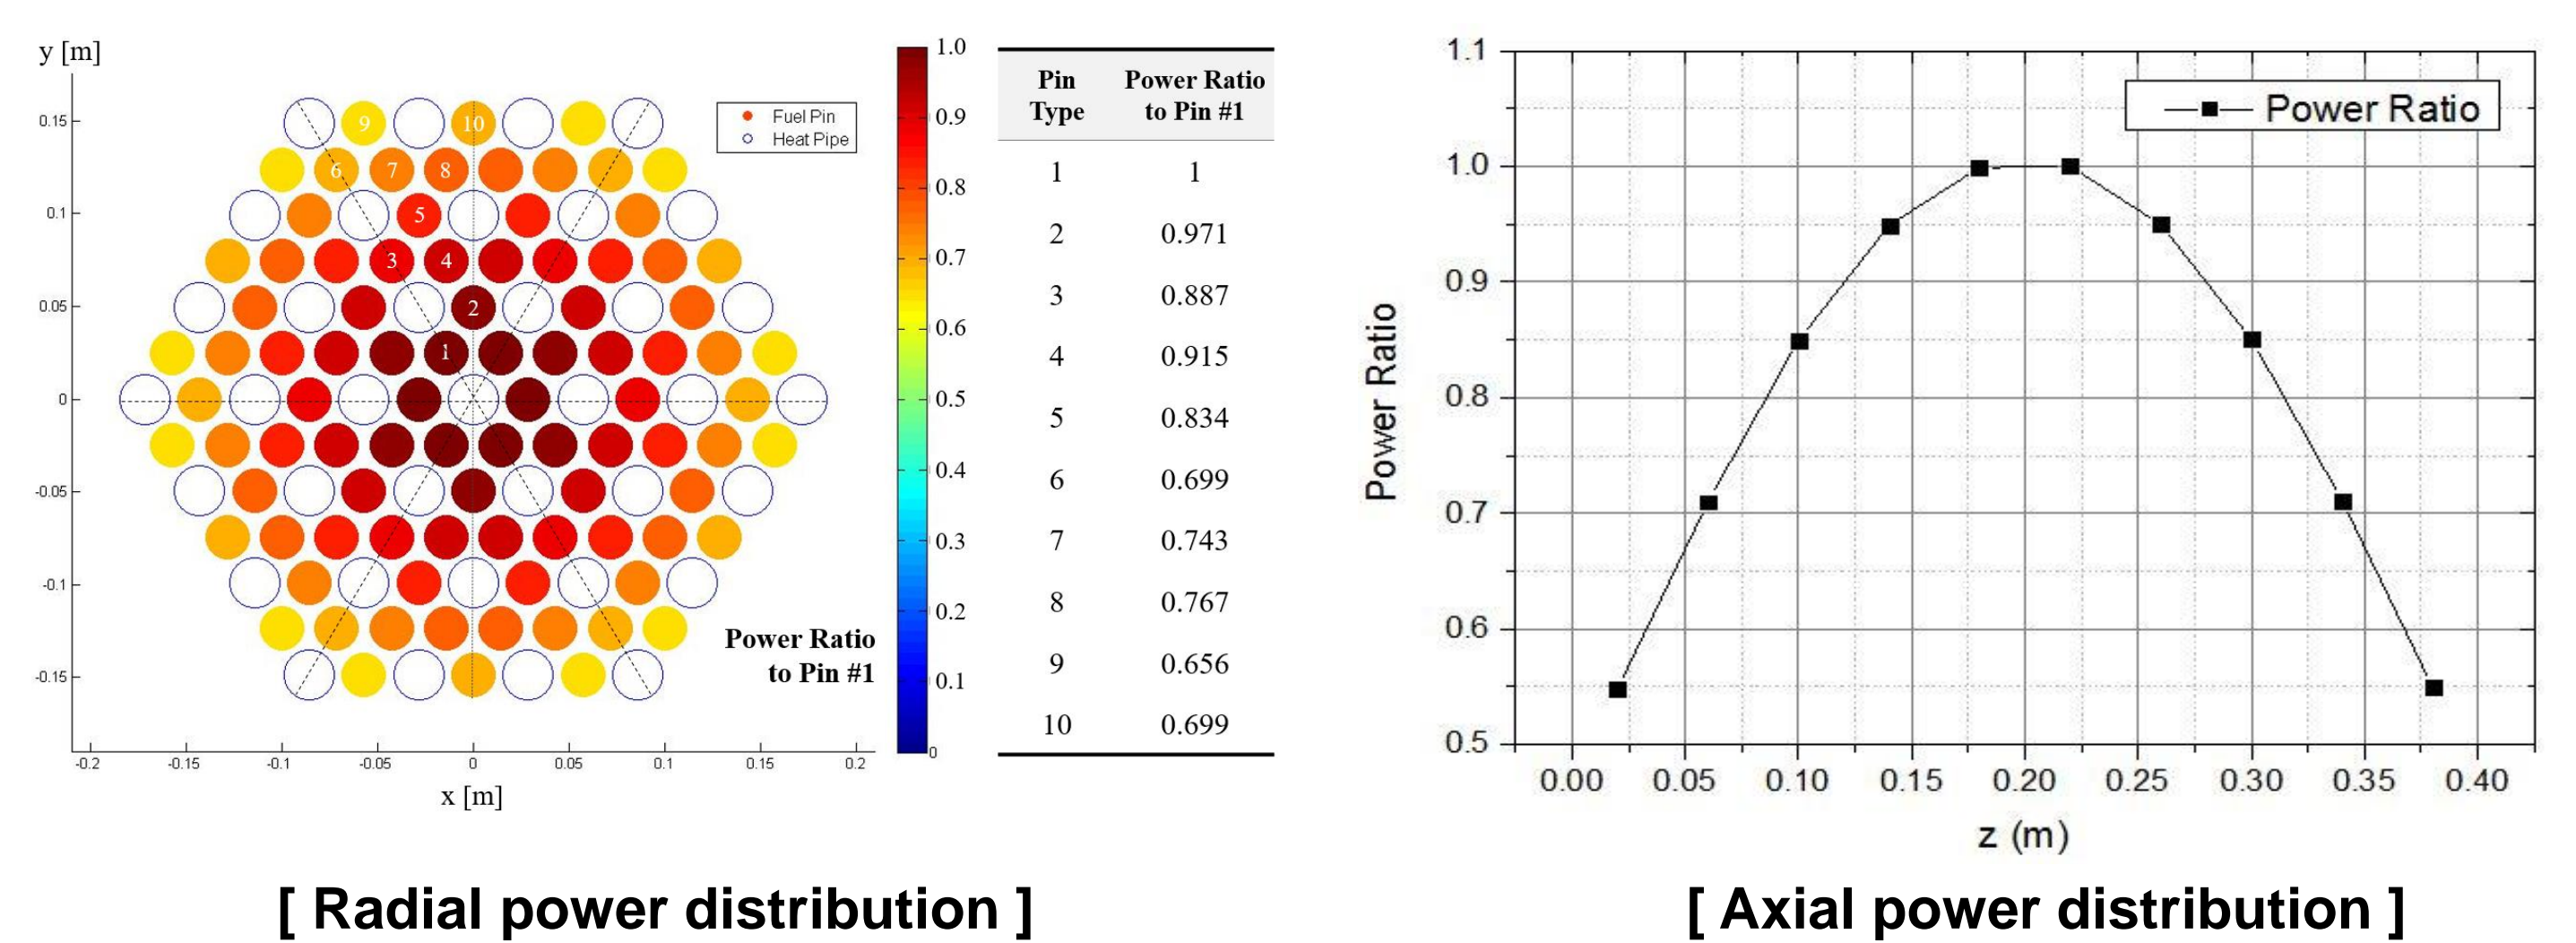 y [m]
0.15
0.1
0.05
0
-0.05
-0.1
-0.15
-0.2 -0.15 -0.1 -0.05 0 0.05 0.1 0.15 0.2
x [m]
9 10
6 7 8
5
3 4
2
1
Fuel Pin
Heat Pipe
Power Ratio
to Pin #1
1.0
0.9
0.8
0.7
0.6
0.5
0.4
0.3
0.2
0.1
0
Pin Type Power Ratio to Pin #1
1 1
2 0.971
3 0.887
4 0.915
5 0.834
6 0.699
7 0.743
8 0.767
9 0.656
10 0.699
[ Radial power distribution ]
Power Ratio
1.1
1.0
0.9
0.8
0.7
0.6
0.5
Power Ratio
0.00 0.05 0.10 0.15 0.20 0.25 0.30 0.35 0.40
z (m)
[ Axial power distribution ]